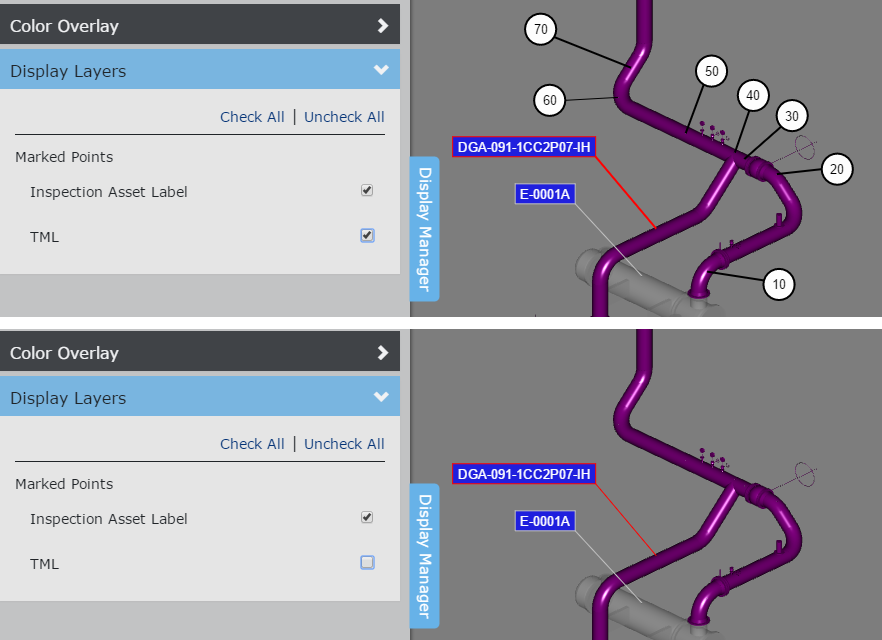 Color Overlay
Display Layers
Check All | Uncheck All
Marked Points
Inspection Asset Label
TML
Display Manager
70
60
50
40
30
20
10
DGA-091-1CC2P07-IH
E-0001A
Color Overlay
Display Layers
Check All | Uncheck All
Marked Points
Inspection Asset Label
TML
Display Manager
DGA-091-1CC2P07-IH
E-0001A